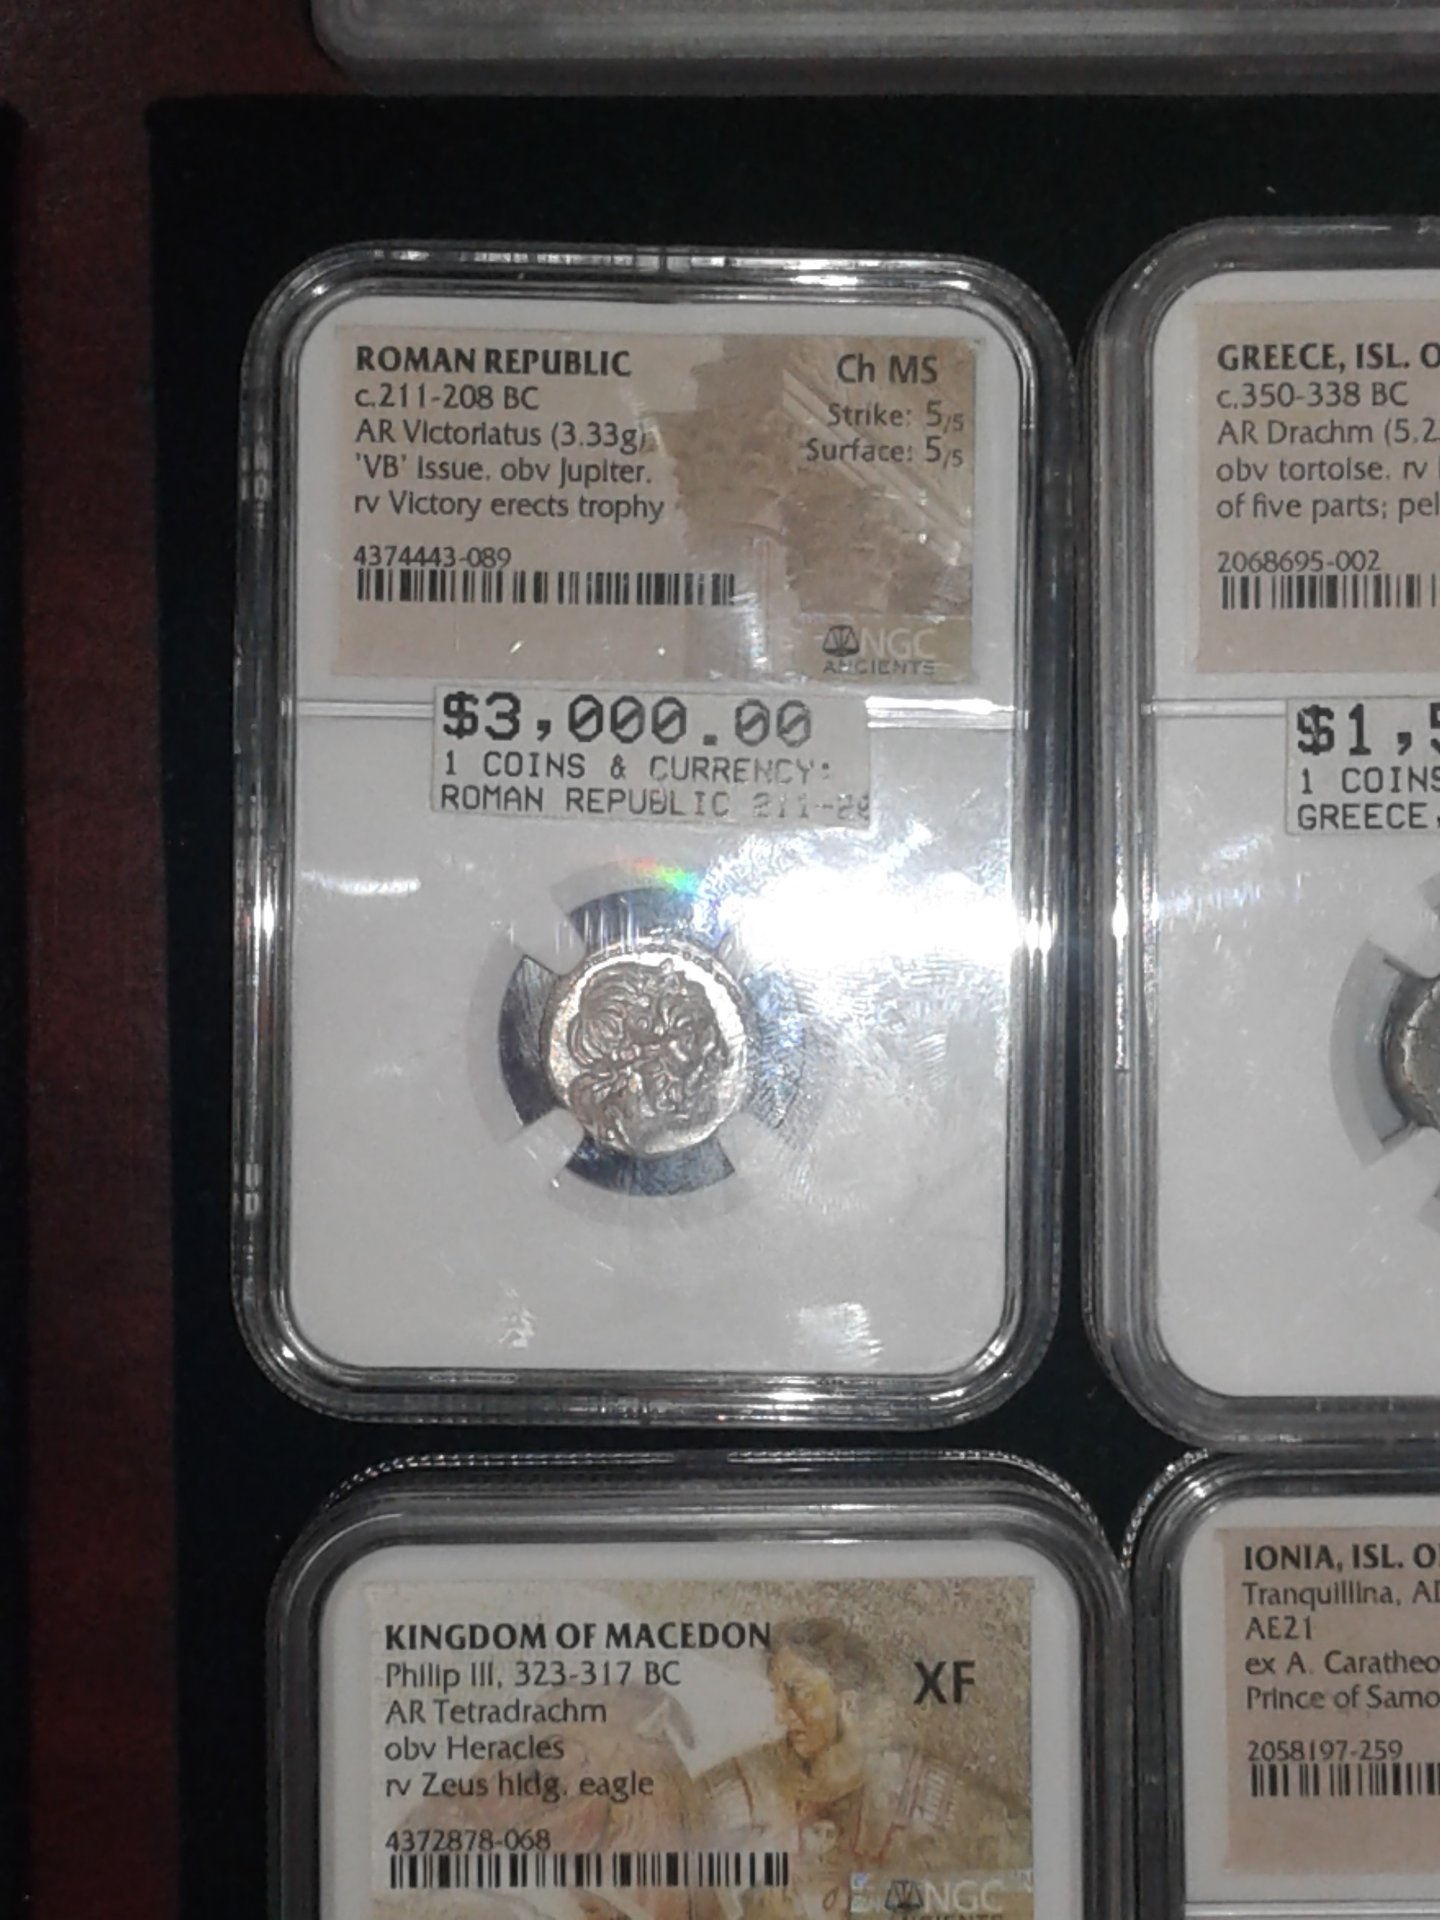 ROMAN REPUBLIC
c.211-208 BC
AR Victoriatus (3.33g)
'VB' Issue. obv Jupiter.
rv Victory erects trophy
4374443-089
Ch MS
Strike: 5/5
Surface: 5/5
NGC
ANCIENTS
$3,000.00
1 COINS & CURRENCY:
ROMAN REPUBLIC 211-20
GREECE, ISL. O
c.350-338 BC
AR Drachm (5.2
obv tortoise. rv
of five parts; pel
2068695-002
$1,5
1 COINS
GREECE,
KINGDOM OF MACEDON
Philip III, 323-317 BC
AR Tetradrachm
obv Heracles
rv Zeus hldg. eagle
4372878-068
XF
NGC
ANCIENTS
IONIA, ISL. O
Tranquillina, AD
AE21
ex A. Caratheo
Prince of Samo
2058197-259